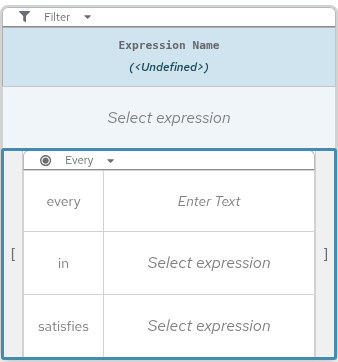 Filter
Expression Name
(<Undefined>)
Select expression
Every
every Enter Text
[ in Select expression ]
satisfies Select expression